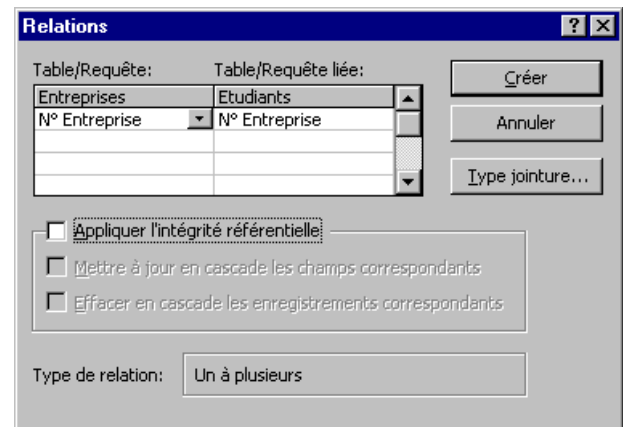 Relations
Table/Requête: Table/Requête liée:
Entreprises Etudiants
N° Entreprise N° Entreprise
Créer
Annuler
Type jointure...
Appliquer l'intégrité référentielle
Mettre à jour en cascade les champs correspondants
Effacer en cascade les enregistrements correspondants
Type de relation: Un à plusieurs